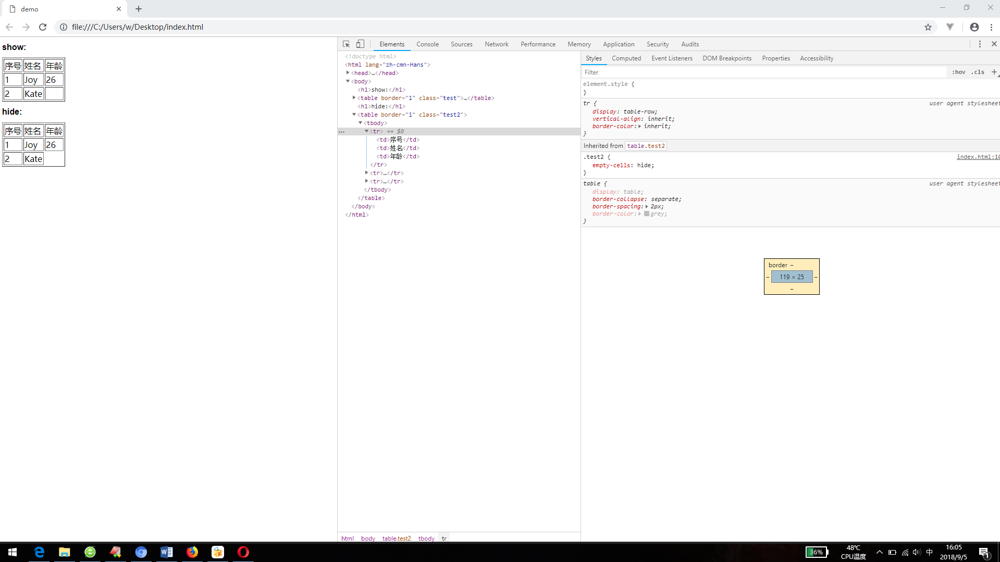 demo
file:///C:/Users/w/Desktop/index.html
show:
序号 姓名 年龄
1 Joy 26
2 Kate
hide:
序号 姓名 年龄
1 Joy 26
2 Kate
Elements Console Sources Network Performance Memory Application Security Audits
<!doctype html>
<html lang="zh-cmn-Hans">
<head>…</head>
<body>
<h1>show:</h1>
<table border="1" class="test">…</table>
<h1>hide:</h1>
<table border="1" class="test2">
<tbody>
<tr> == $0
<td>序号</td>
<td>姓名</td>
<td>年龄</td>
</tr>
<tr>…</tr>
<tr>…</tr>
</tbody>
</table>
</body>
</html>
html body table.test2 tbody tr
Styles Computed Event Listeners DOM Breakpoints Properties Accessibility
Filter :hov .cls +
element.style {
}
tr { user agent stylesheet
display: table-row;
vertical-align: inherit;
border-color: inherit;
}
Inherited from table.test2
.test2 { index.html:10
empty-cells: hide;
}
table { user agent stylesheet
display: table;
border-collapse: separate;
border-spacing: 2px;
border-color: grey;
}
border –
– 119 × 25 –
–
36% 48℃ 中 16:05 1
CPU温度 2018/9/5